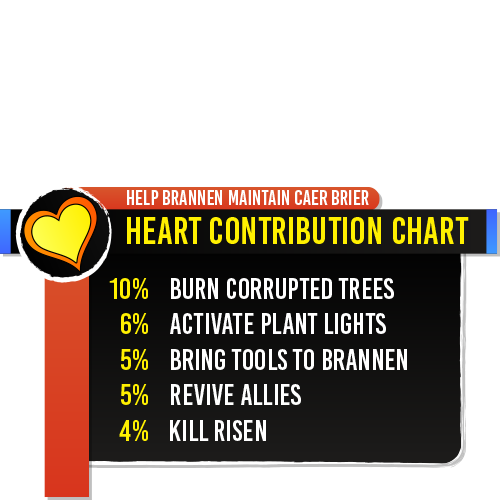 HELP BRANNEN MAINTAIN CAER BRIER
HEART CONTRIBUTION CHART
10% BURN CORRUPTED TREES
6% ACTIVATE PLANT LIGHTS
5% BRING TOOLS TO BRANNEN
5% REVIVE ALLIES
4% KILL RISEN